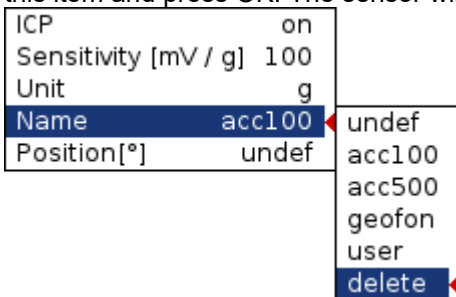 this item and press OK. The sensor wi
ICP on
Sensitivity [mV / g] 100
Unit g
Name acc100
Position[°] undef
undef
acc100
acc500
geofon
user
delete